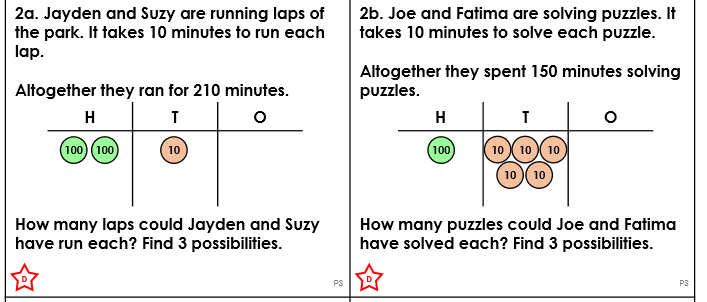 2a. Jayden and Suzy are running laps of
the park. It takes 10 minutes to run each
lap.
Altogether they ran for 210 minutes.
H T O
100 100 10
How many laps could Jayden and Suzy
have run each? Find 3 possibilities.
D
PS
2b. Joe and Fatima are solving puzzles. It
takes 10 minutes to solve each puzzle.
Altogether they spent 150 minutes solving
puzzles.
H T O
100 10 10 10
10 10
How many puzzles could Joe and Fatima
have solved each? Find 3 possibilities.
D
PS